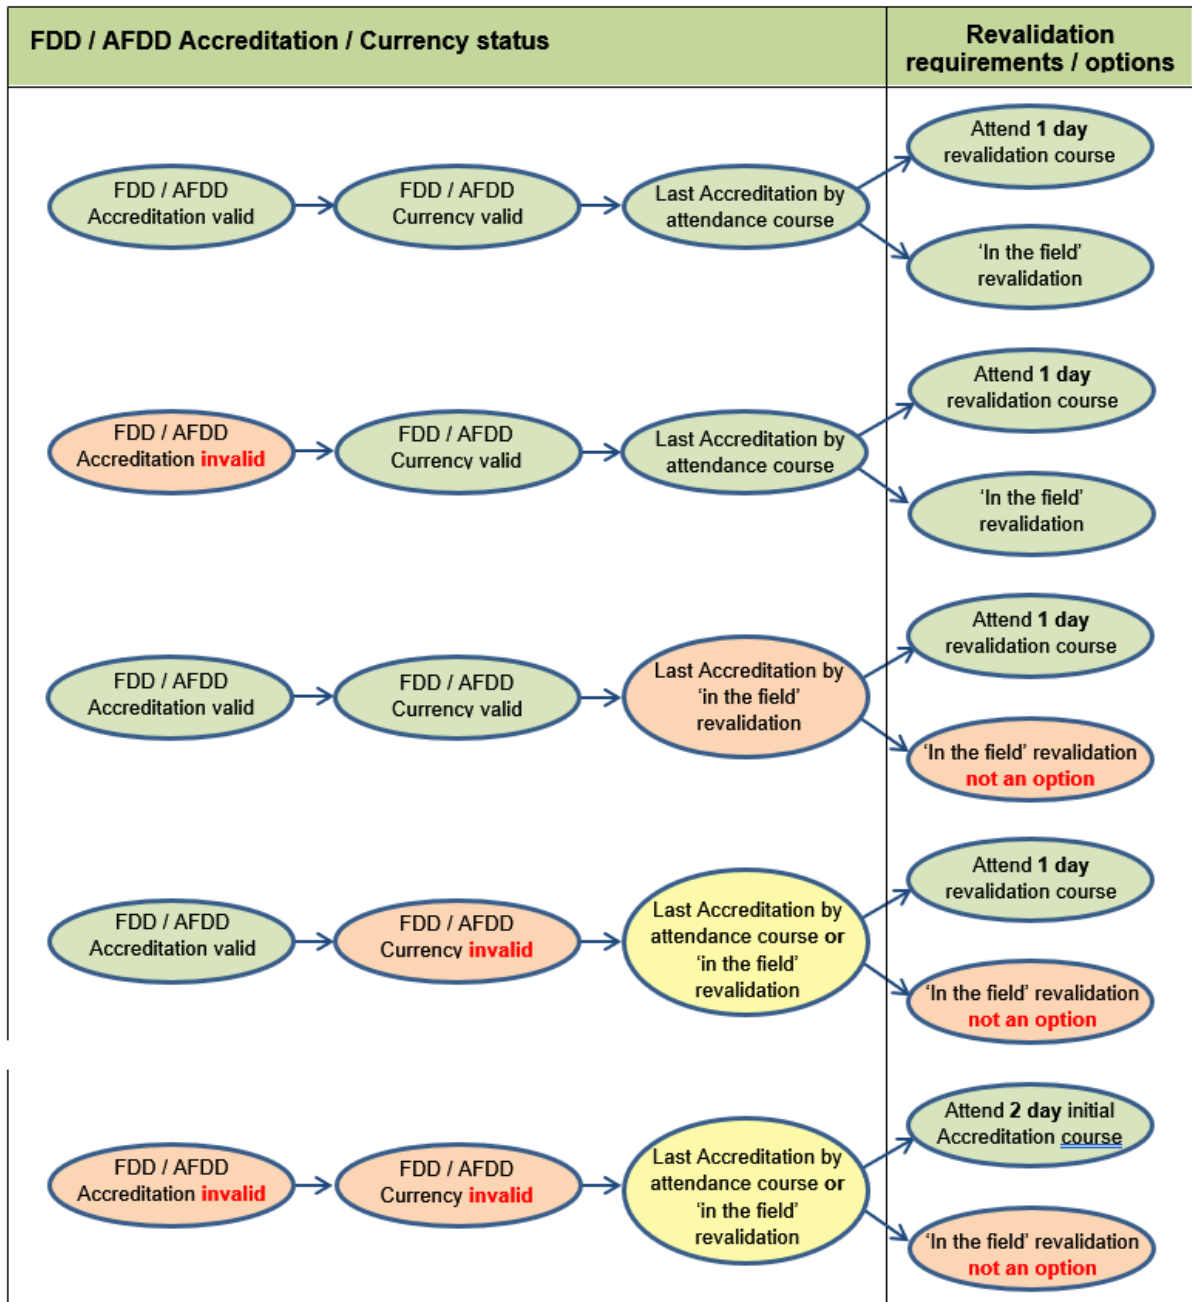 FDD / AFDD Accreditation / Currency status
Revalidation
requirements / options
FDD / AFDD
Accreditation valid
FDD / AFDD
Currency valid
Last Accreditation by
attendance course
Attend 1 day
revalidation course
‘In the field’
revalidation
FDD / AFDD
Accreditation invalid
FDD / AFDD
Currency valid
Last Accreditation by
attendance course
Attend 1 day
revalidation course
‘In the field’
revalidation
FDD / AFDD
Accreditation valid
FDD / AFDD
Currency valid
Last Accreditation by
‘in the field’
revalidation
Attend 1 day
revalidation course
‘In the field’ revalidation
not an option
FDD / AFDD
Accreditation valid
FDD / AFDD
Currency invalid
Last Accreditation by
attendance course or
‘in the field’
revalidation
Attend 1 day
revalidation course
‘In the field’ revalidation
not an option
FDD / AFDD
Accreditation invalid
FDD / AFDD
Currency invalid
Last Accreditation by
attendance course or
‘in the field’
revalidation
Attend 2 day initial
Accreditation course
‘In the field’ revalidation
not an option